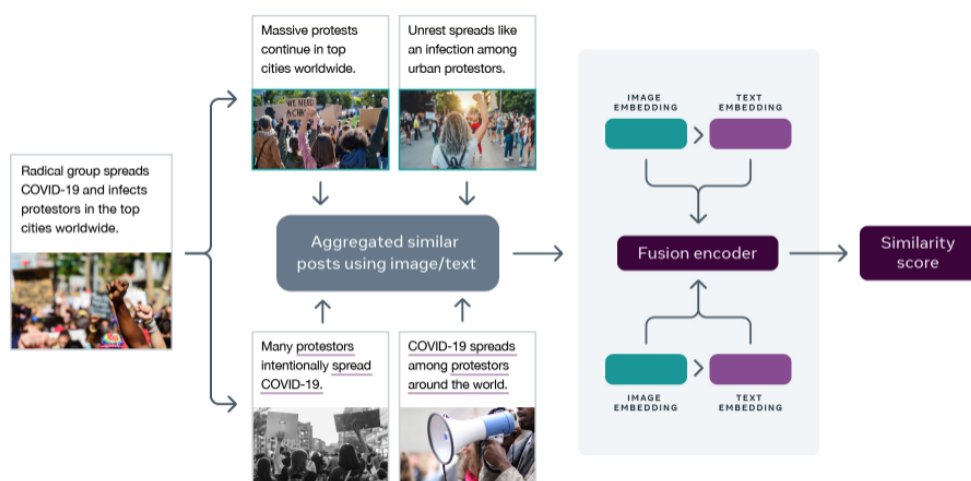 Radical group spreads
COVID-19 and infects
protestors in the top
cities worldwide.
Massive protests
continue in top
cities worldwide.
WE NEED
A CHANGE
Unrest spreads like
an infection among
urban protestors.
Aggregated similar
posts using image/text
Many protestors
intentionally spread
COVID-19.
COVID-19 spreads
among protestors
around the world.
IMAGE
EMBEDDING
TEXT
EMBEDDING
Fusion encoder
IMAGE
EMBEDDING
TEXT
EMBEDDING
Similarity
score